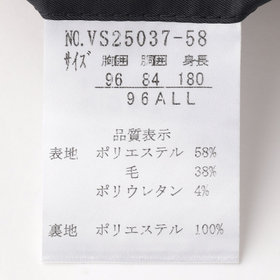 NO.VS25037-58
サイズ 胸囲 胴囲 身長
96 84 180
96ALL
品質表示
表地 ポリエステル 58%
毛 38%
ポリウレタン 4%
裏地 ポリエステル 100%